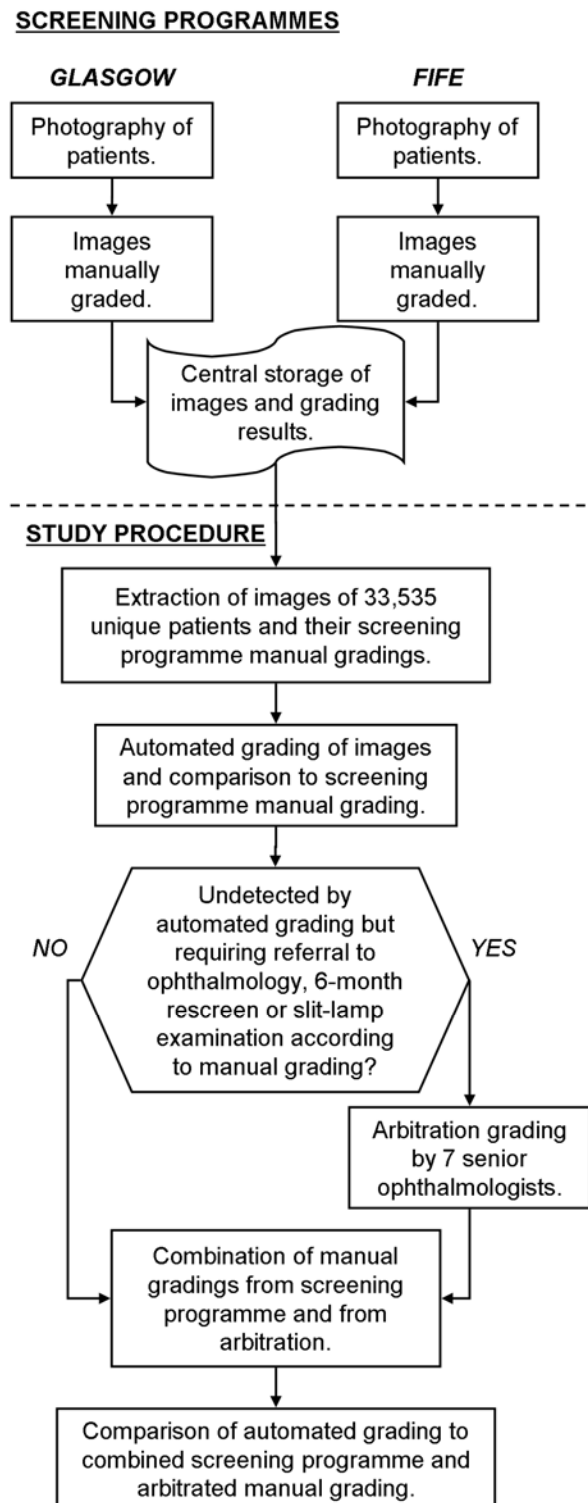 SCREENING PROGRAMMES
GLASGOW
FIFE
Photography of
patients.
Photography of
patients.
Images
manually
graded.
Images
manually
graded.
Central storage of
images and grading
results.
STUDY PROCEDURE
Extraction of images of 33,535
unique patients and their screening
programme manual gradings.
Automated grading of images
and comparison to screening
programme manual grading.
Undetected by
automated grading but
requiring referral to
ophthalmology, 6-month
rescreen or slit-lamp
examination according
to manual grading?
NO
YES
Arbitration grading
by 7 senior
ophthalmologists.
Combination of manual
gradings from screening
programme and from
arbitration.
Comparison of automated grading to
combined screening programme and
arbitrated manual grading.